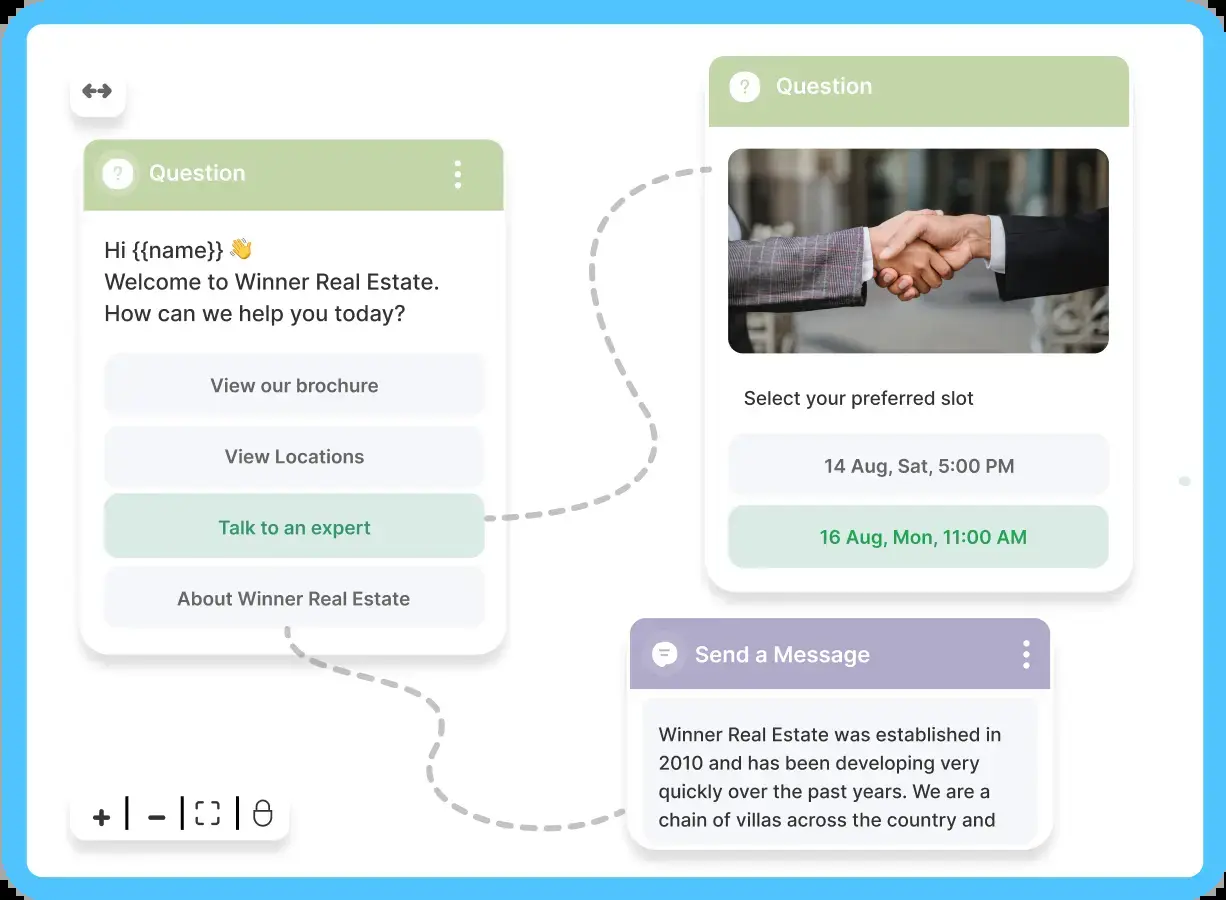 Question
Hi {{name}} 👋
Welcome to Winner Real Estate.
How can we help you today?
View our brochure
View Locations
Talk to an expert
About Winner Real Estate
Question
Select your preferred slot
14 Aug, Sat, 5:00 PM
16 Aug, Mon, 11:00 AM
Send a Message
Winner Real Estate was established in
2010 and has been developing very
quickly over the past years. We are a
chain of villas across the country and